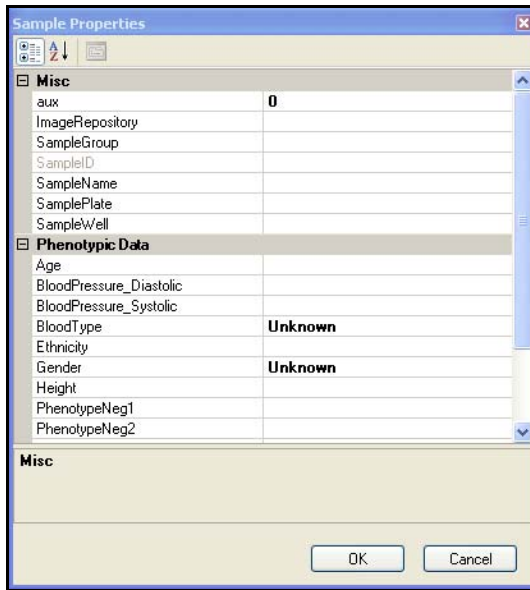 Sample Properties
Misc
aux 0
ImageRepository
SampleGroup
SampleID
SampleName
SamplePlate
SampleWell
Phenotypic Data
Age
BloodPressure_Diastolic
BloodPressure_Systolic
BloodType Unknown
Ethnicity
Gender Unknown
Height
PhenotypeNeg1
PhenotypeNeg2
Misc
OK Cancel